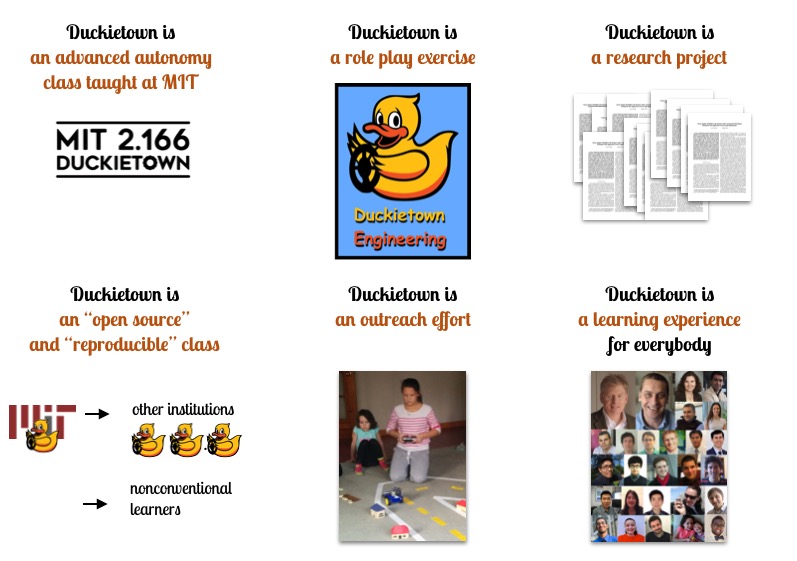 Duckietown is
an advanced autonomy
class taught at MIT
MIT 2.166
DUCKIETOWN
Duckietown is
a role play exercise
Duckietown
Engineering
Duckietown is
a research project
Duckietown is
an “open source”
and “reproducible” class
MIT
other institutions
...
nonconventional
learners
Duckietown is
an outreach effort
Duckietown is
a learning experience
for everybody